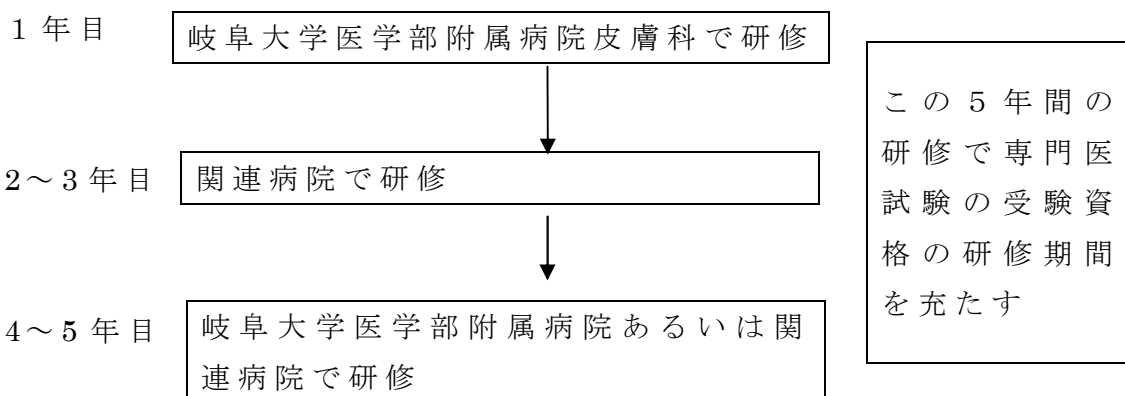 1 年目
岐阜大学医学部附属病院皮膚科で研修
2～3 年目
関連病院で研修
4～5 年目
岐阜大学医学部附属病院あるいは関
連病院で研修
この5年間の
研修で専門医
試験の受験資
格の研修期間
を充たす